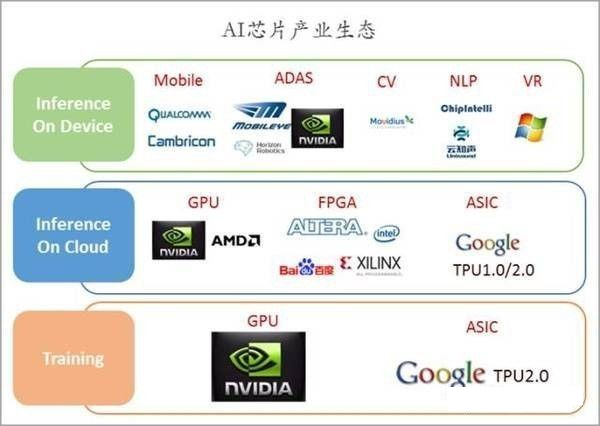 AI芯片产业生态
Inference On Device
Mobile
ADAS
CV
NLP
VR
QUALCOMM
MOBILEYE
NVIDIA
Movidius
ChipIntelli
Cambricon
Horizon Robotics
云知声
Unisound
Inference On Cloud
GPU
FPGA
ASIC
NVIDIA
AMD
ALTERA
intel
Google
Bai百度
XILINX
ALL PROGRAMMABLE
TPU1.0/2.0
Training
GPU
ASIC
NVIDIA
Google TPU2.0